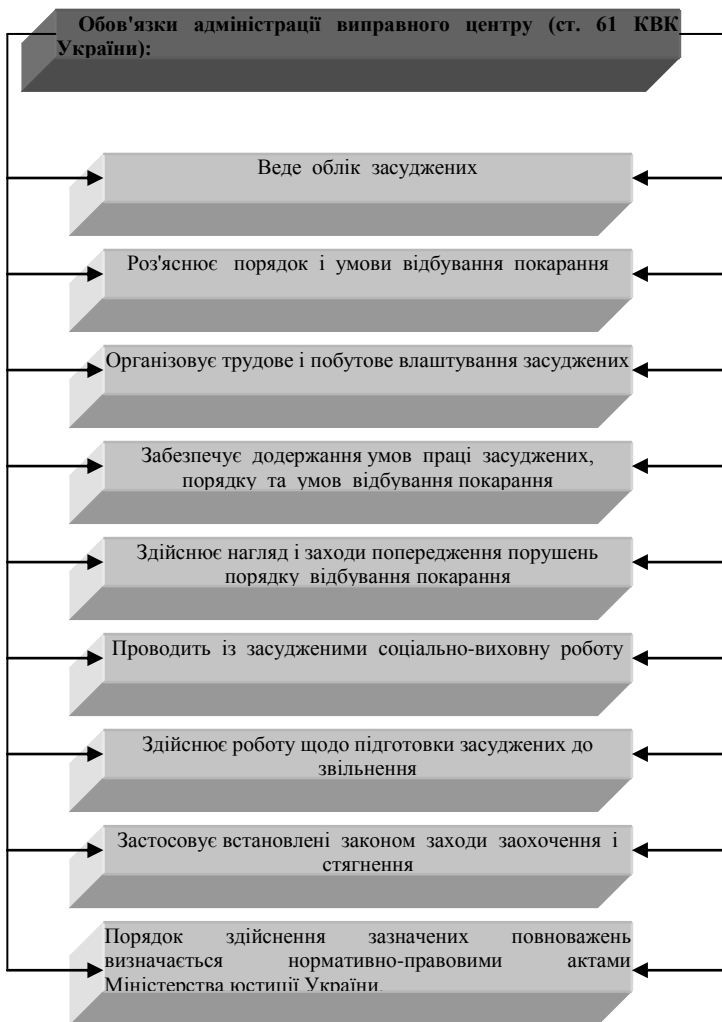 Обов'язки адміністрації виправного центру (ст. 61 КВК
України):
Веде облік засуджених
Роз'яснює порядок і умови відбування покарання
Організовує трудове і побутове влаштування засуджених
Забезпечує додержання умов праці засуджених,
порядку та умов відбування покарання
Здійснює нагляд і заходи попередження порушень
порядку відбування покарання
Проводить із засудженими соціально-виховну роботу
Здійснює роботу щодо підготовки засуджених до
звільнення
Застосовує встановлені законом заходи заохочення і
стягнення
Порядок здійснення зазначених повноважень
визначається нормативно-правовими актами
Міністерства юстиції України.